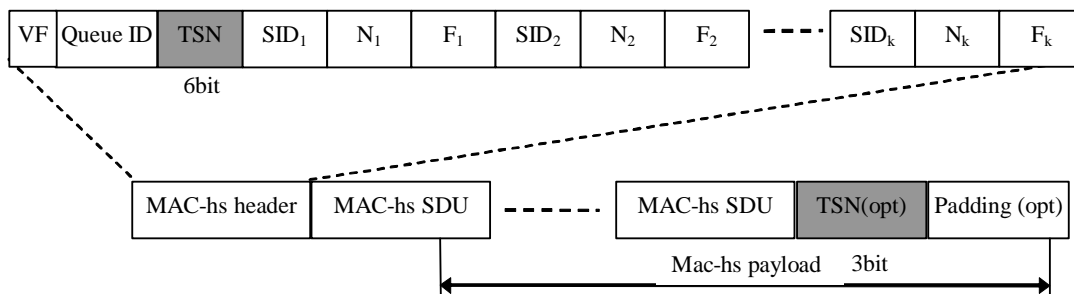 VF Queue ID TSN SID₁ N₁ F₁ SID₂ N₂ F₂ SIDₖ Nₖ Fₖ
6bit
MAC-hs header MAC-hs SDU MAC-hs SDU TSN(opt) Padding (opt)
Mac-hs payload 3bit